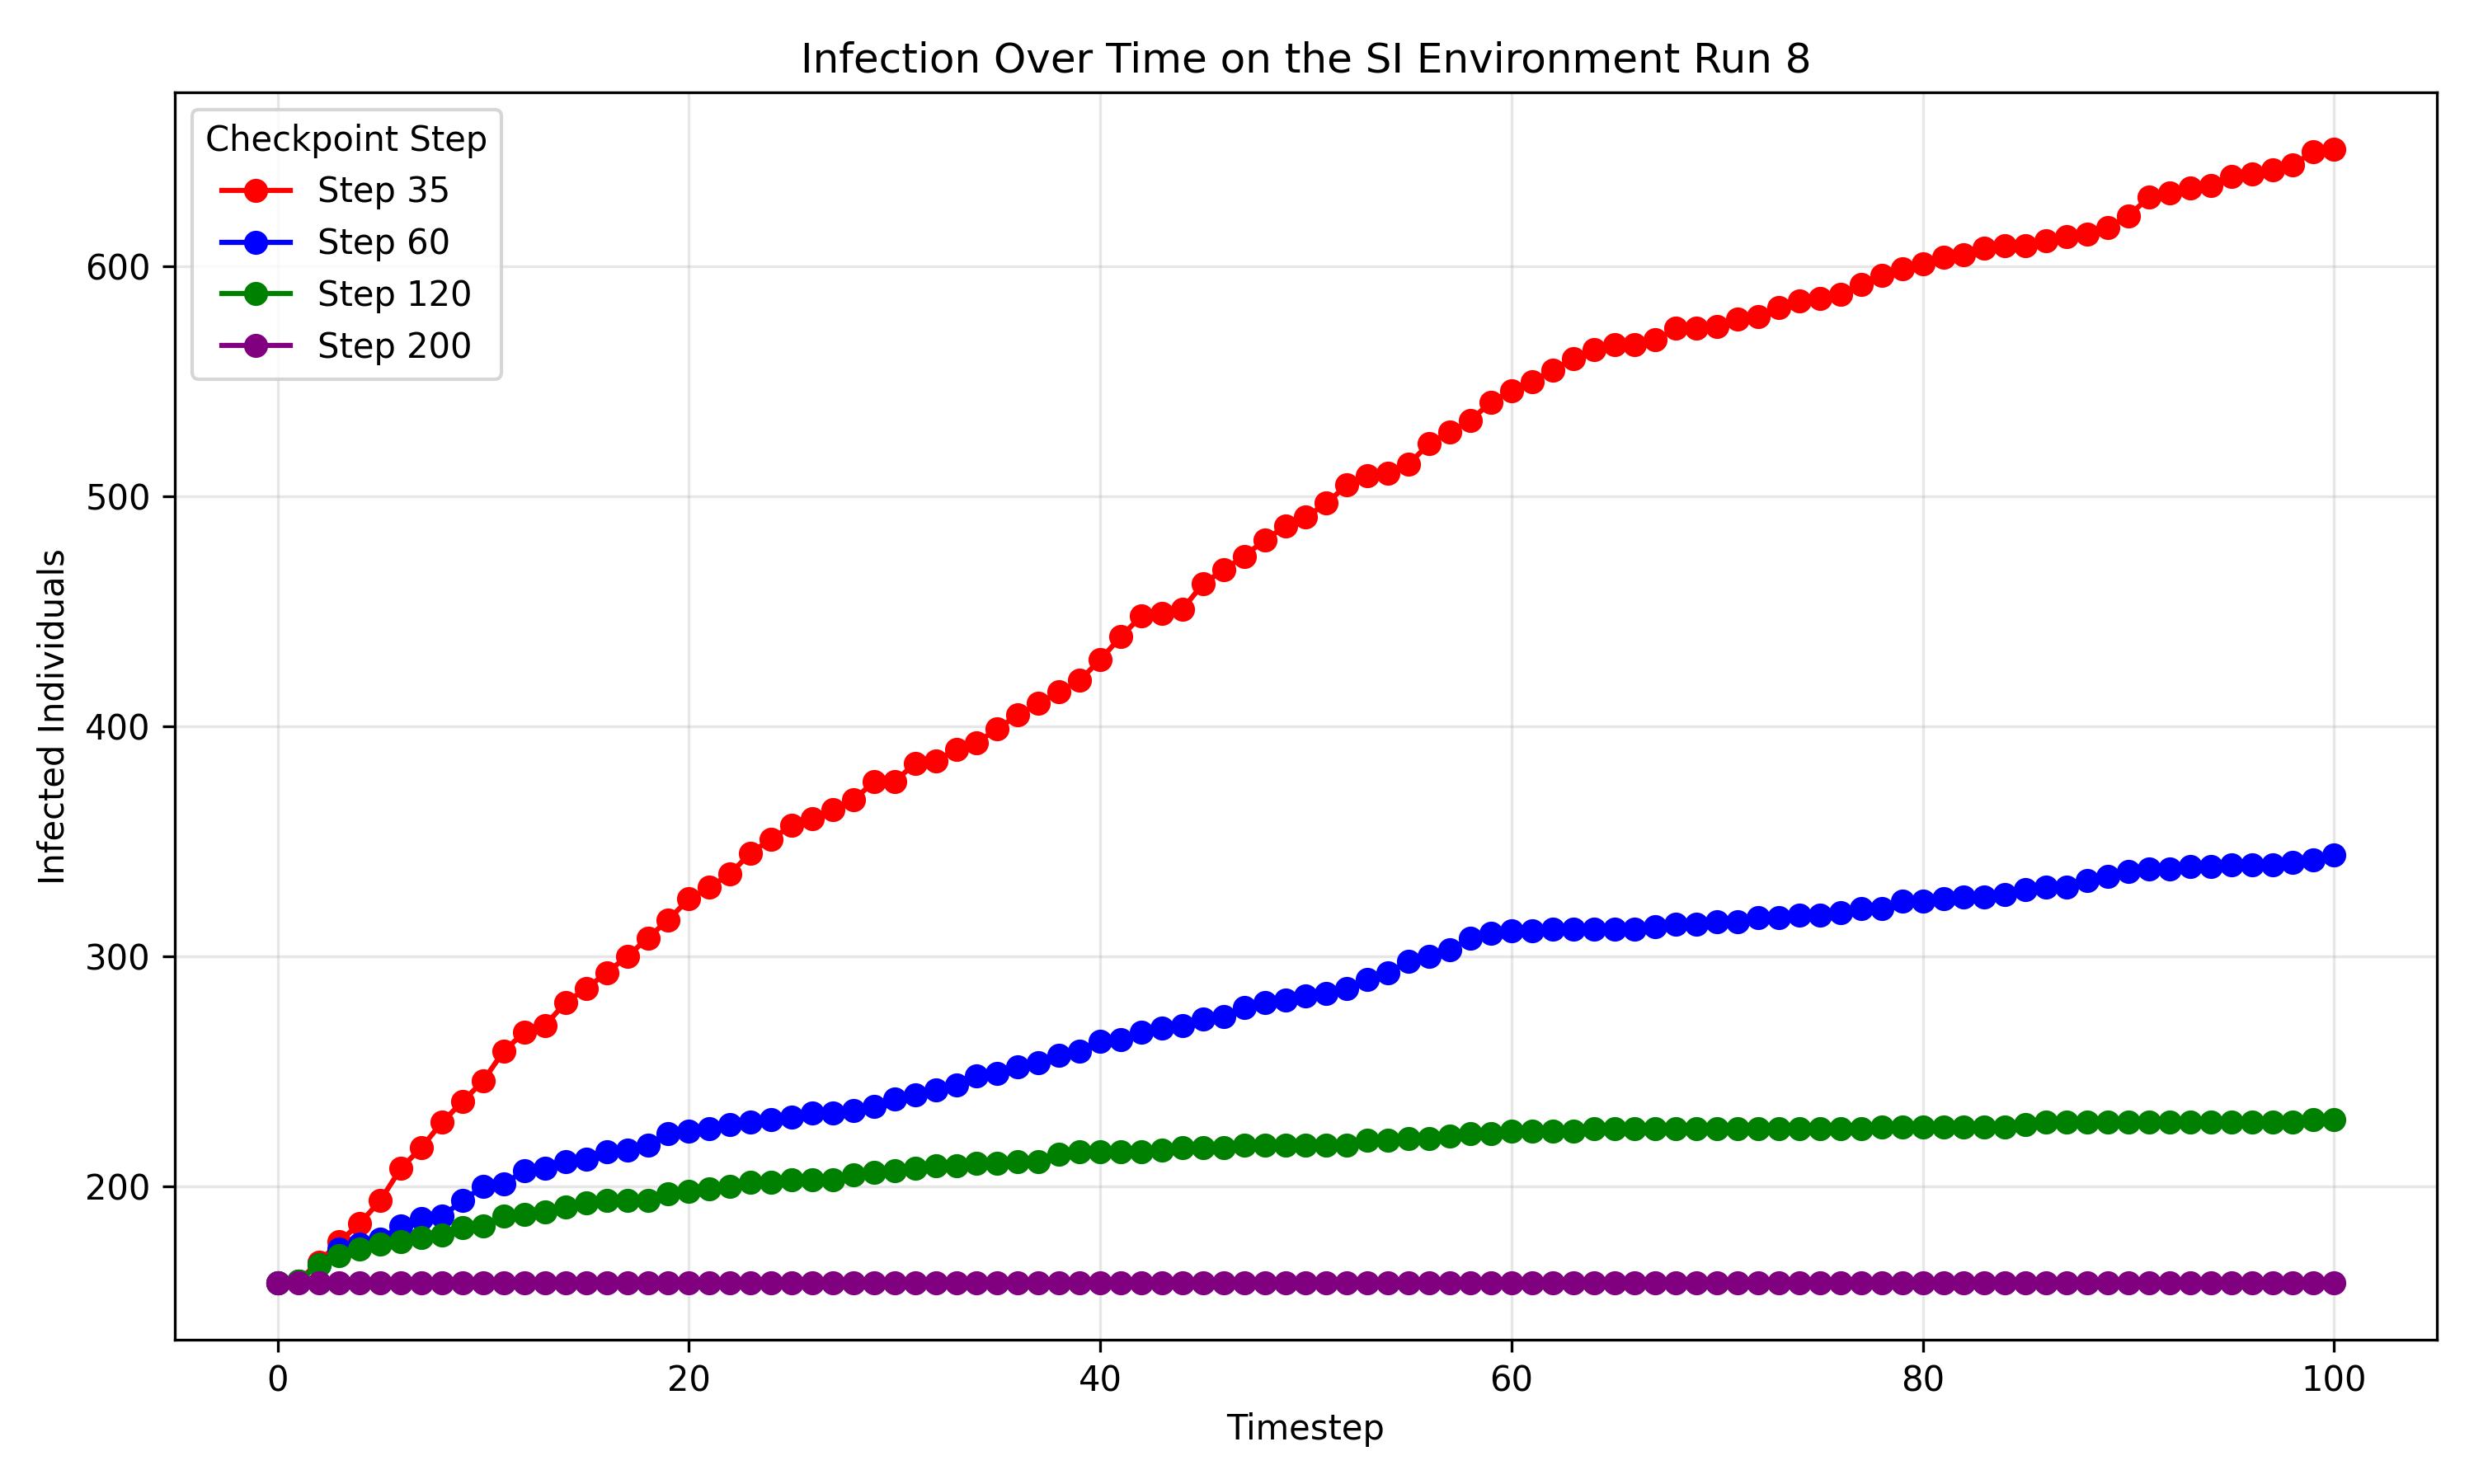 Infection Over Time on the SI Environment Run 8
Checkpoint Step
Step 35
Step 60
Step 120
Step 200
Infected Individuals
600
500
400
300
200
0 20 40 60 80 100
Timestep